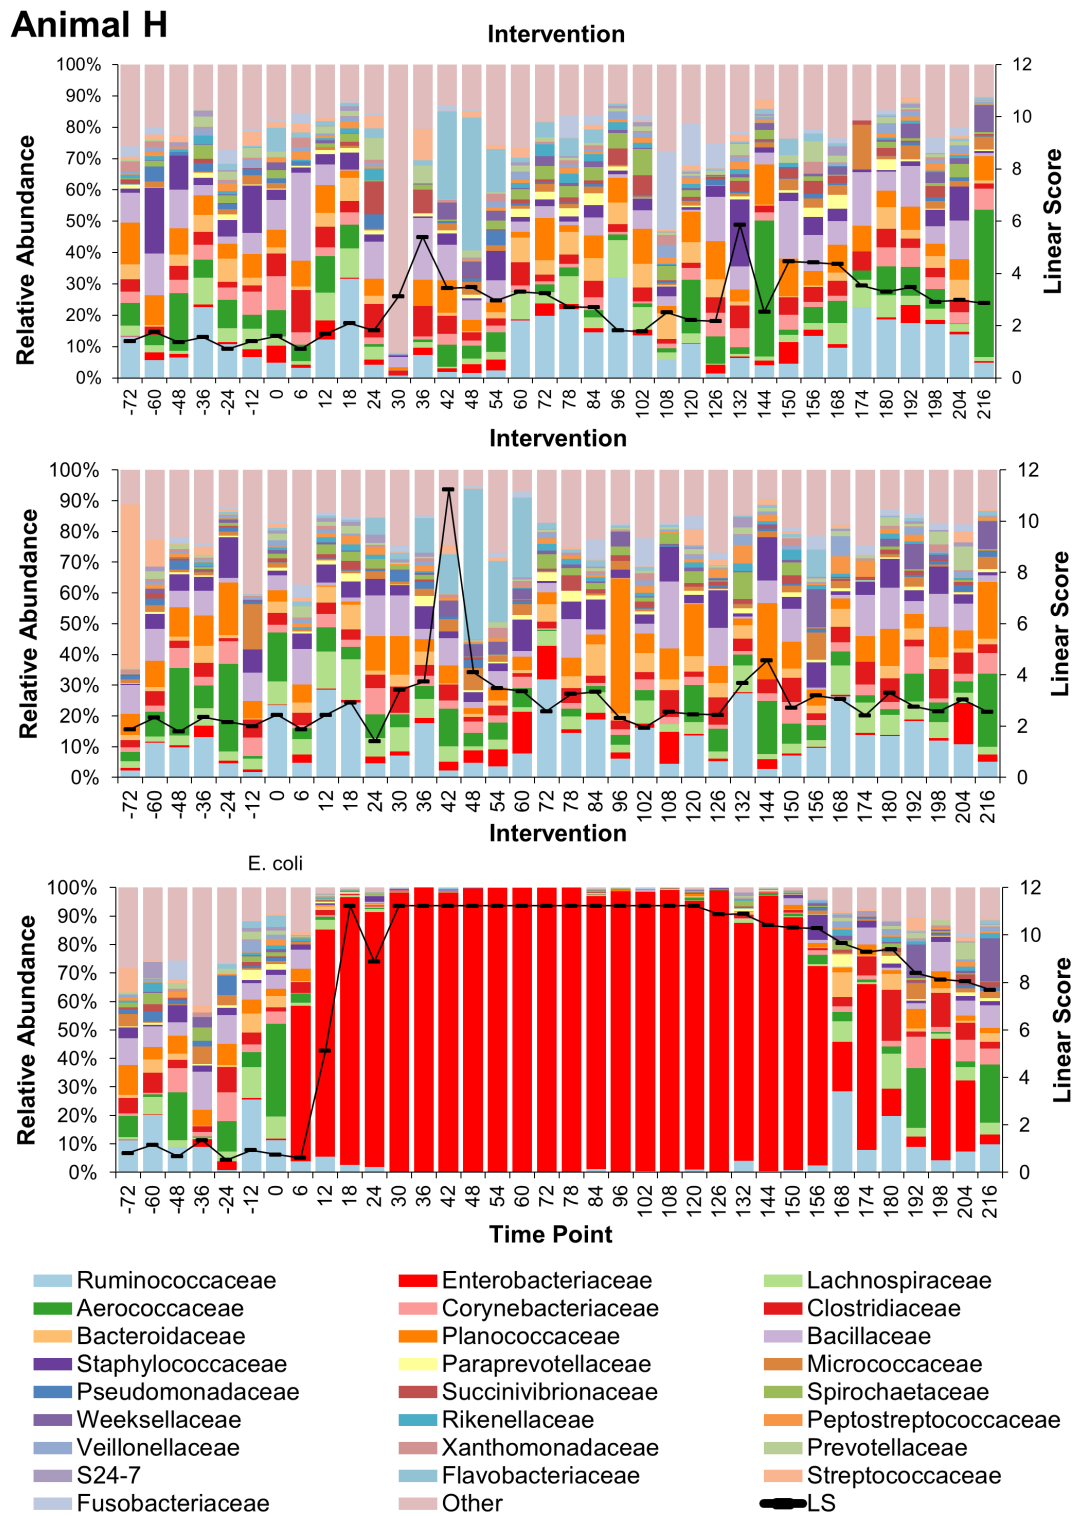 Animal H
Intervention
100% 12
90%
10
80%
70%
8
60%
50%
6
40%
4
30%
20%
2
10%
0% 0
Relative Abundance
Linear Score
-72 -60 -48 -36 -24 -12 0 6 12 18 24 30 36 42 48 54 60 72 78 84 96 102 108 120 126 132 144 150 156 168 174 180 192 198 204 216
Intervention
100% 12
90%
10
80%
70%
8
60%
50%
6
40%
4
30%
20%
2
10%
0% 0
Relative Abundance
Linear Score
-72 -60 -48 -36 -24 -12 0 6 12 18 24 30 36 42 48 54 60 72 78 84 96 102 108 120 126 132 144 150 156 168 174 180 192 198 204 216
Intervention
E. coli
100% 12
90%
10
80%
70%
8
60%
50%
6
40%
4
30%
20%
2
10%
0% 0
Relative Abundance
Linear Score
-72 -60 -48 -36 -24 -12 0 6 12 18 24 30 36 42 48 54 60 72 78 84 96 102 108 120 126 132 144 150 156 168 174 180 192 198 204 216
Time Point
Ruminococcaceae Enterobacteriaceae Lachnospiraceae
Aerococcaceae Corynebacteriaceae Clostridiaceae
Bacteroidaceae Planococcaceae Bacillaceae
Staphylococcaceae Paraprevotellaceae Micrococcaceae
Pseudomonadaceae Succinivibrionaceae Spirochaetaceae
Weeksellaceae Rikenellaceae Peptostreptococcaceae
Veillonellaceae Xanthomonadaceae Prevotellaceae
S24-7 Flavobacteriaceae Streptococcaceae
Fusobacteriaceae Other LS